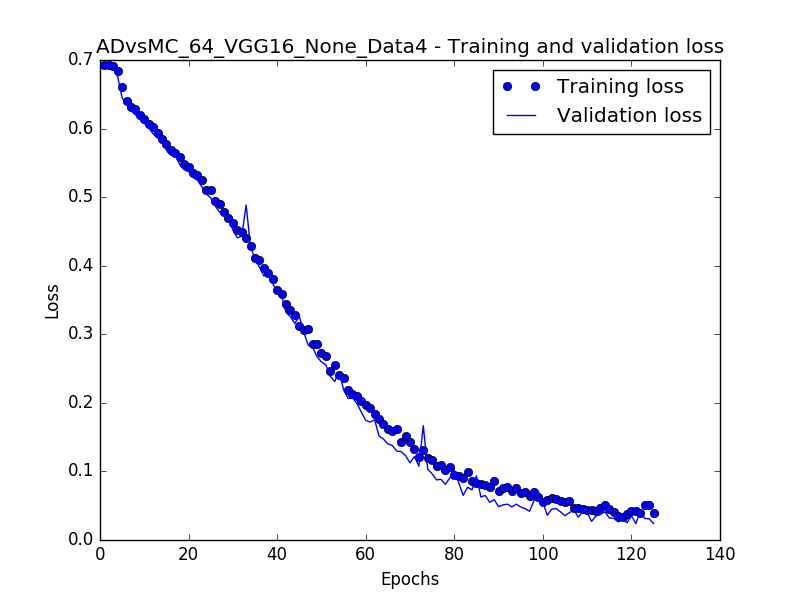 ADvsMC_64_VGG16_None_Data4 - Training and validation loss
Training loss
Validation loss
Loss
0.7
0.6
0.5
0.4
0.3
0.2
0.1
0.0
0 20 40 60 80 100 120 140
Epochs